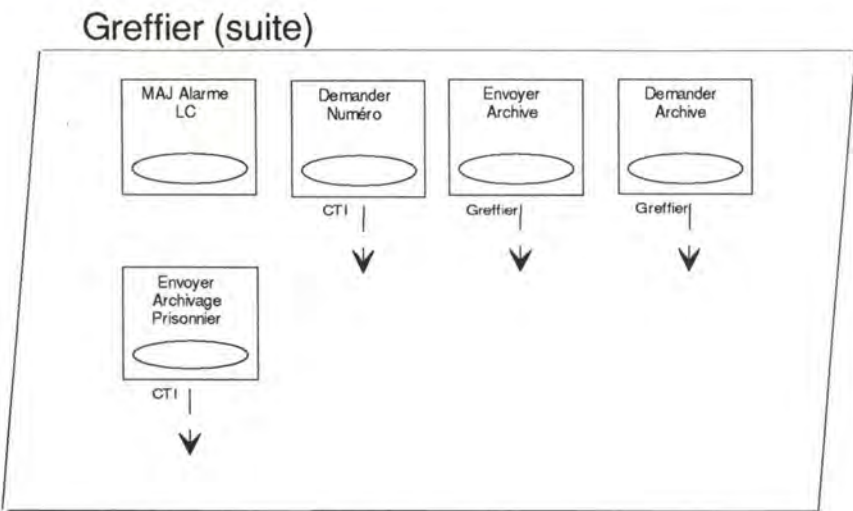 Greffier (suite)
MAJ Alarme
LC
Demander
Numéro
Envoyer
Archive
Demander
Archive
CTI
Greffier
Greffier
Envoyer
Archivage
Prisonnier
CTI